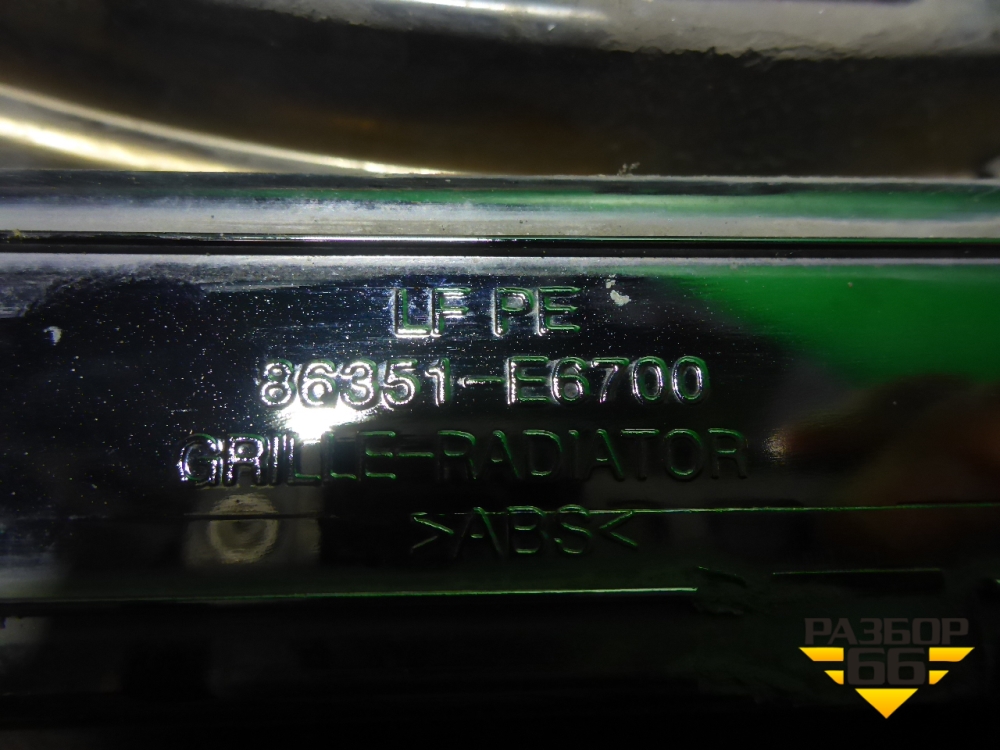 LF PE
86351-E6700
GRILLE-RADIATOR
>ABS<
РАЗБОР
66